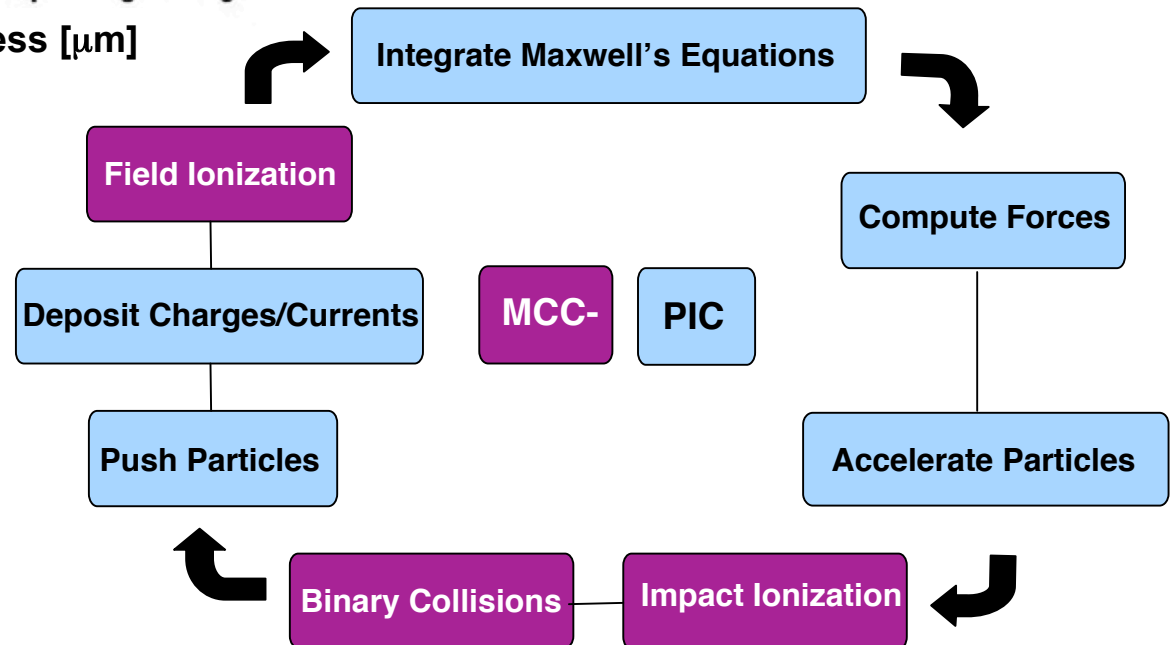 ess [μm]
Integrate Maxwell's Equations
Field Ionization
Compute Forces
Deposit Charges/Currents
MCC-
PIC
Push Particles
Accelerate Particles
Binary Collisions
Impact Ionization